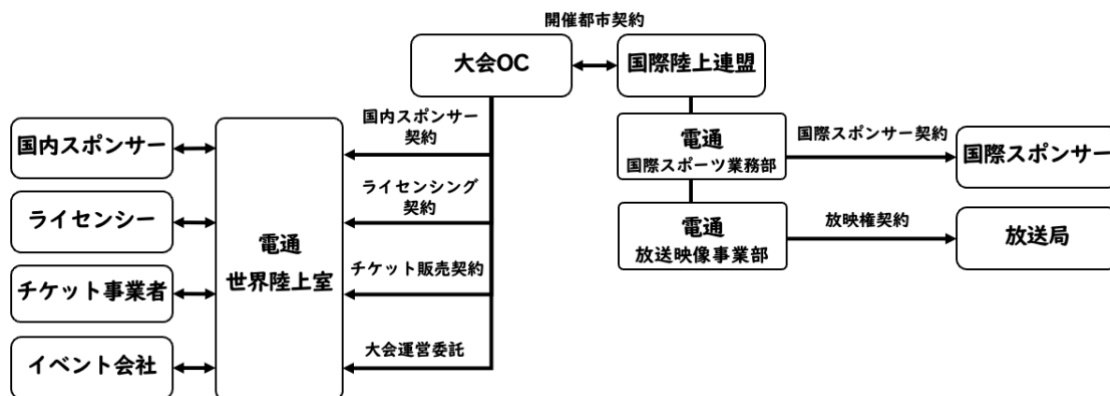 開催都市契約
大会OC
国際陸上連盟
国内スポンサー
契約
国内スポンサー
電通
国際スポーツ業務部
国際スポンサー契約
国際スポンサー
ライセンシング
契約
ライセンシー
電通
世界陸上室
電通
放送映像事業部
放映権契約
放送局
チケット販売契約
チケット事業者
大会運営委託
イベント会社